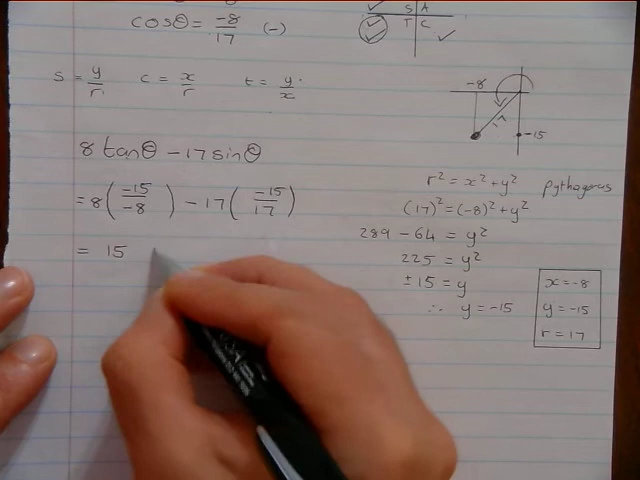 cosθ = -8/17 (-)
S A
T C
s = y/r c = x/r t = y/x
-8
17
-15
8 tanθ - 17 sinθ
= 8(-15/-8) - 17(-15/17)
= 15
r² = x² + y² pythagorus
(17)² = (-8)² + y²
289 - 64 = y²
225 = y²
±15 = y
∴ y = -15
x = -8
y = -15
r = 17